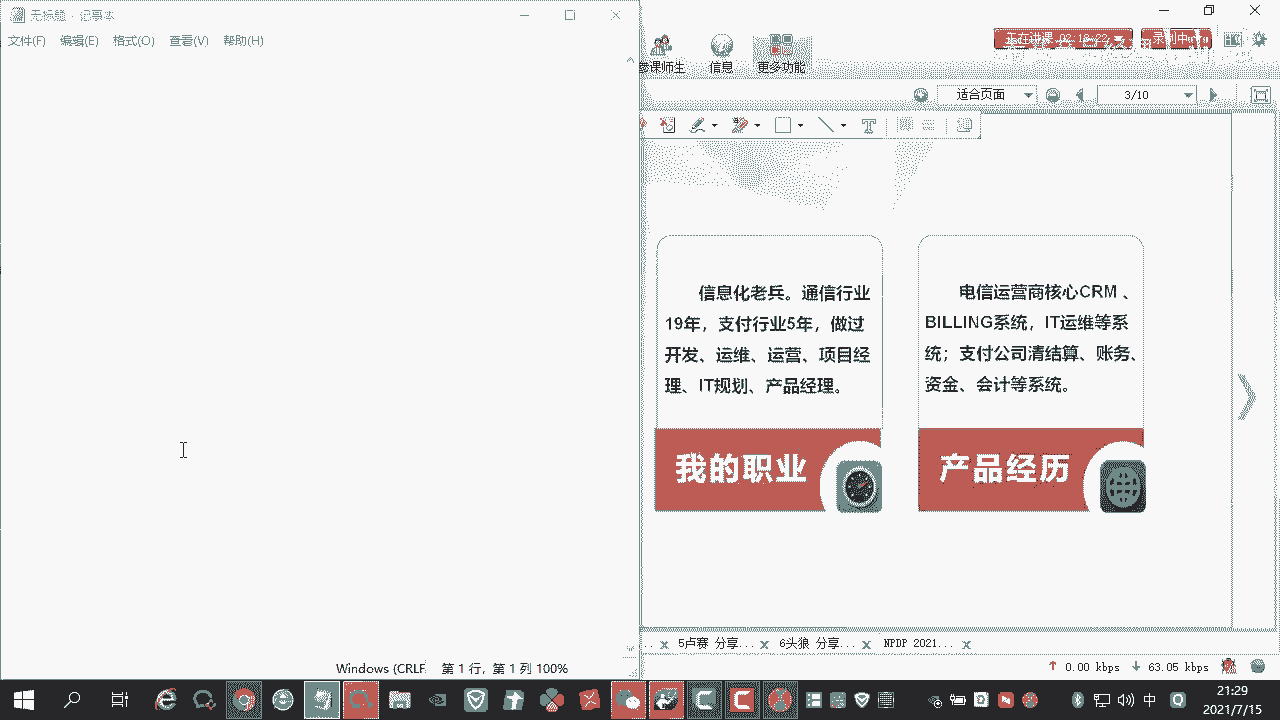 无标题 - 记事本
文件(F) 编辑(E) 格式(O) 查看(V) 帮助(H)
正在讲课 02:18:22
录制中
参课师生 信息 更多功能
适合页面 3/10
信息化老兵。通信行业
19年，支付行业5年，做过
开发、运维、运营、项目经
理、IT规划、产品经理。
我的职业
电信运营商核心CRM 、
BILLING系统，IT运维等系
统；支付公司清结算、账务、
资金、会计等系统。
产品经历
5卢赛 分享... 6头狼 分享... NPDP 2021...
Windows (CRLF 第 1 行，第 1 列 100%
0.00 kbps 63.05 kbps
中
21:29
2021/7/15